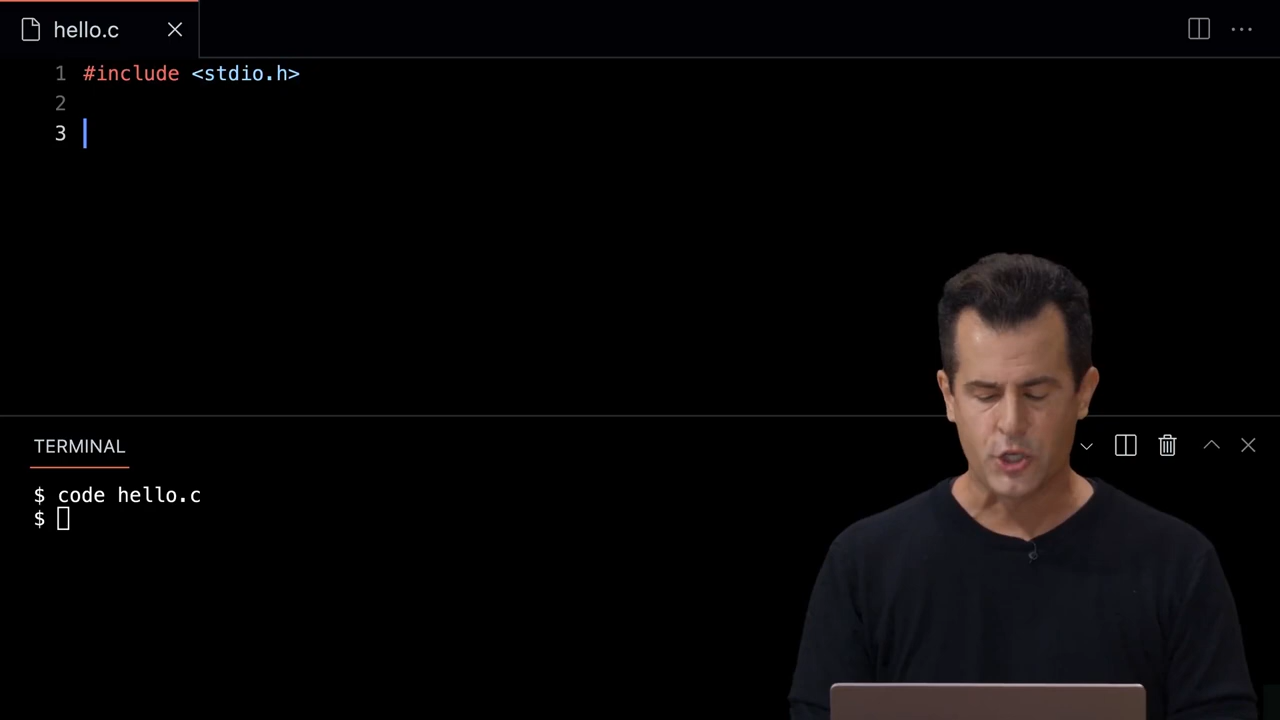 hello.c
1 #include <stdio.h>
2
3
TERMINAL
$ code hello.c
$